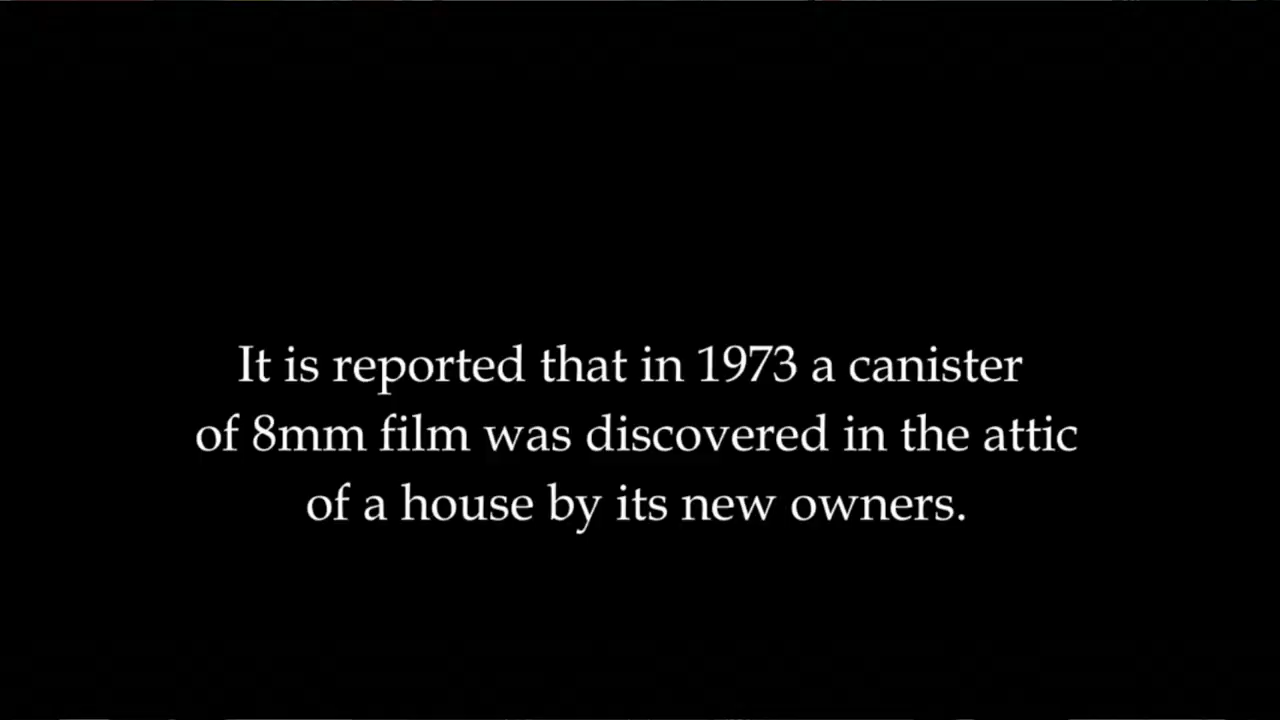 It is reported that in 1973 a canister
of 8mm film was discovered in the attic
of a house by its new owners.